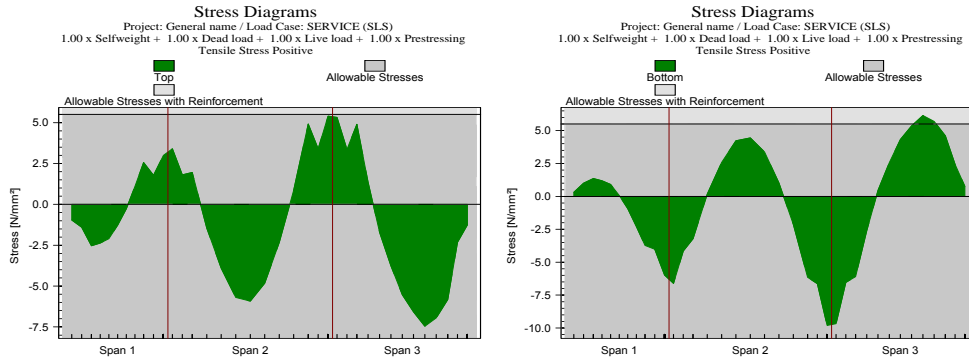 Stress Diagrams
Project: General name / Load Case: SERVICE (SLS)
1.00 x Selfweight + 1.00 x Dead load + 1.00 x Live load + 1.00 x Prestressing
Tensile Stress Positive
Top
Allowable Stresses
Allowable Stresses with Reinforcement
5.0
2.5
0.0
-2.5
-5.0
-7.5
Stress [N/mm²]
Span 1
Span 2
Span 3
Stress Diagrams
Project: General name / Load Case: SERVICE (SLS)
1.00 x Selfweight + 1.00 x Dead load + 1.00 x Live load + 1.00 x Prestressing
Tensile Stress Positive
Bottom
Allowable Stresses
Allowable Stresses with Reinforcement
5.0
2.5
0.0
-2.5
-5.0
-7.5
-10.0
Stress [N/mm²]
Span 1
Span 2
Span 3